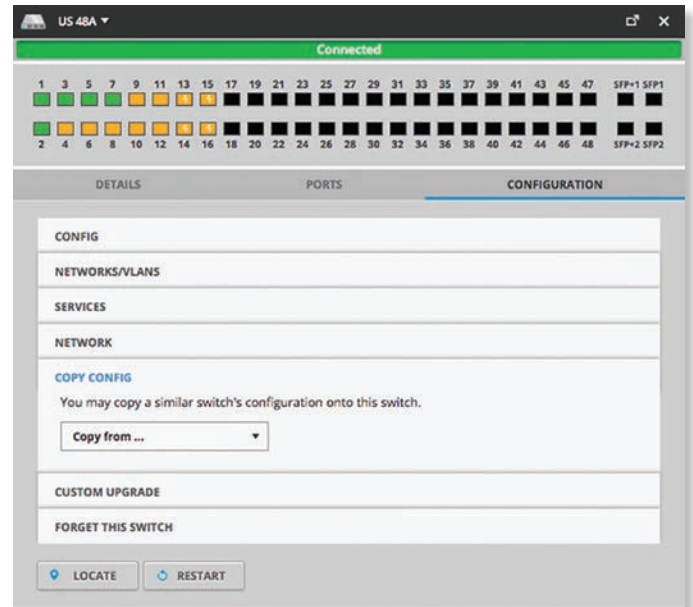 US 48A
Connected
1 3 5 7 9 11 13 15 17 19 21 23 25 27 29 31 33 35 37 39 41 43 45 47 SFP+1 SFP1
2 4 6 8 10 12 14 16 18 20 22 24 26 28 30 32 34 36 38 40 42 44 46 48 SFP+2 SFP2
DETAILS PORTS CONFIGURATION
CONFIG
NETWORKS/VLANS
SERVICES
NETWORK
COPY CONFIG
You may copy a similar switch's configuration onto this switch.
Copy from ...
CUSTOM UPGRADE
FORGET THIS SWITCH
LOCATE RESTART